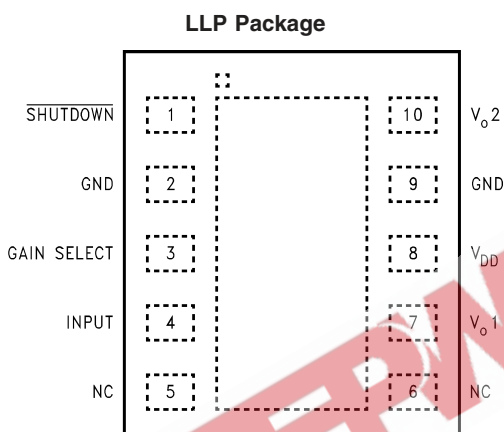 LLP Package
SHUTDOWN 1 10 Vo2
GND 2 9 GND
GAIN SELECT 3 8 VDD
INPUT 4 7 Vo1
NC 5 6 NC